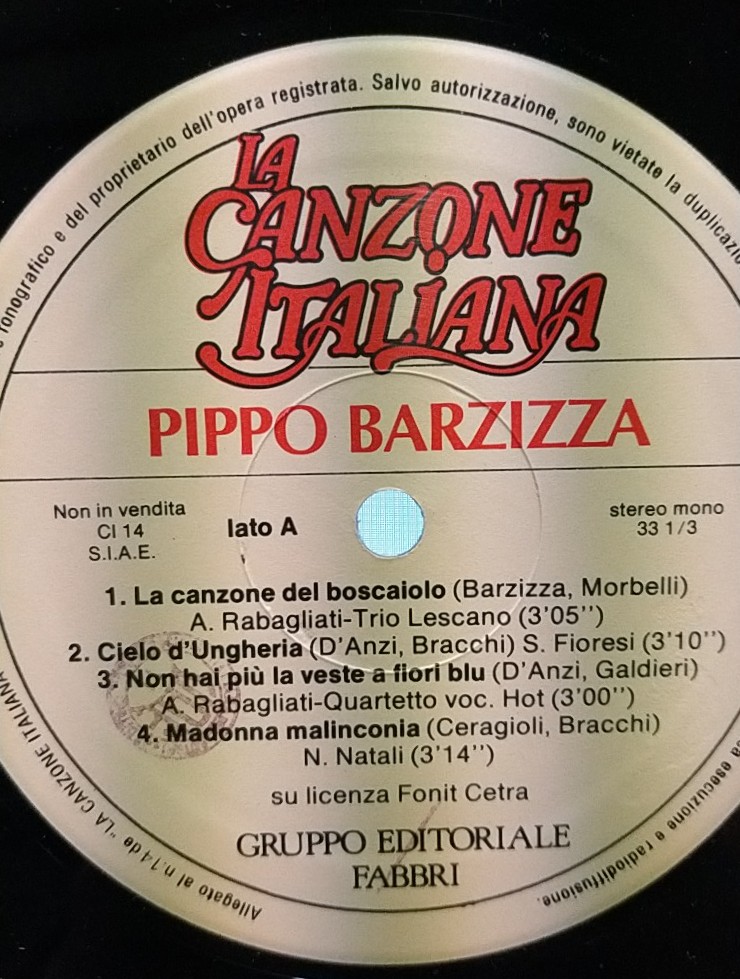 fonografico e del proprietario dell'opera registrata. Salvo autorizzazione, sono vietate la duplicazio
LA
CANZONE
ITALIANA
PIPPO BARZIZZA
Non in vendita
CI 14
S.I.A.E.
lato A
stereo mono
33 1/3
1. La canzone del boscaiolo (Barzizza, Morbelli)
A. Rabagliati-Trio Lescano (3'05")
2. Cielo d'Ungheria (D'Anzi, Bracchi) S. Fioresi (3'10")
3. Non hai più la veste a fiori blu (D'Anzi, Galdieri)
A. Rabagliati-Quartetto voc. Hot (3'00")
4. Madonna malinconia (Ceragioli, Bracchi)
N. Natali (3'14")
su licenza Fonit Cetra
GRUPPO EDITORIALE
FABBRI
ca esecuzione e radiodiffusione.
Allegato al n.14 de "LA CANZONE ITALIANA